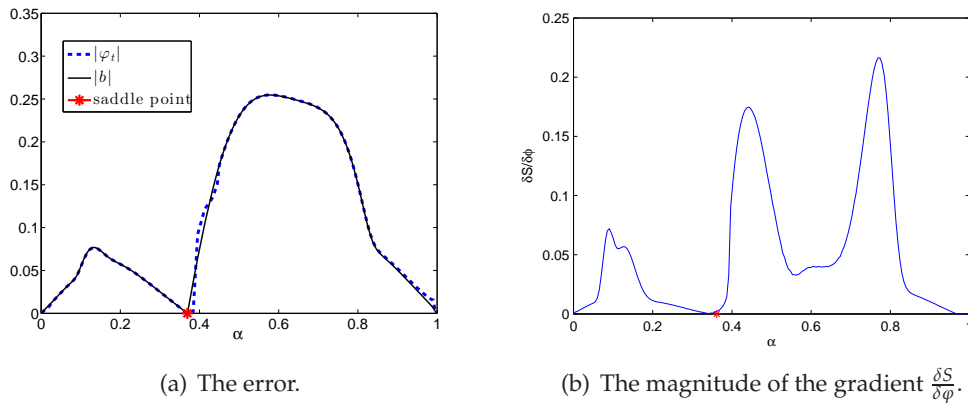 0.35
0.3
0.25
0.2
0.15
0.1
0.05
0
|φ_t|
|b|
saddle point
0 0.2 0.4 0.6 0.8 1
α
(a) The error.
0.25
0.2
0.15
0.1
0.05
0
δS/δϕ
0 0.2 0.4 0.6 0.8 1
α
(b) The magnitude of the gradient δS/δφ.